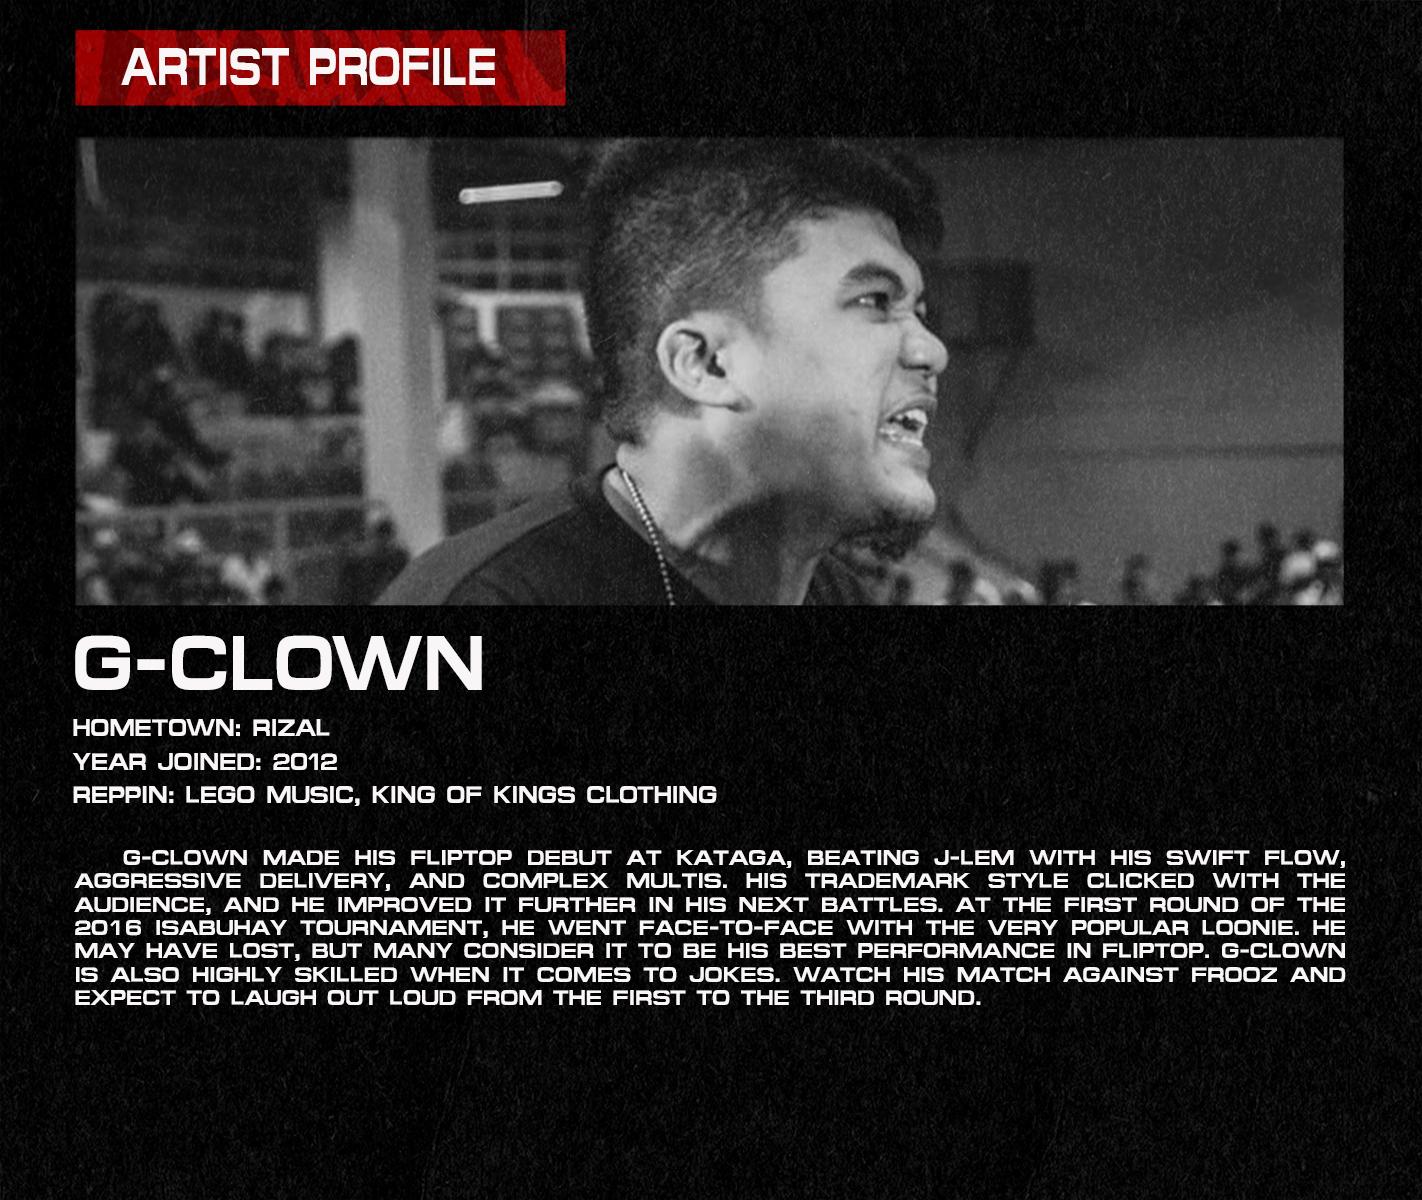 ARTIST PROFILE
G-CLOWN
HOMETOWN: RIZAL
YEAR JOINED: 2012
REPPIN: LEGO MUSIC, KING OF KINGS CLOTHING
G-CLOWN MADE HIS FLIPTOP DEBUT AT KATAGA, BEATING J-LEM WITH HIS SWIFT FLOW,
AGGRESSIVE DELIVERY, AND COMPLEX MULTIS. HIS TRADEMARK STYLE CLICKED WITH THE
AUDIENCE, AND HE IMPROVED IT FURTHER IN HIS NEXT BATTLES. AT THE FIRST ROUND OF THE
2016 ISABUHAY TOURNAMENT, HE WENT FACE-TO-FACE WITH THE VERY POPULAR LOONIE. HE
MAY HAVE LOST, BUT MANY CONSIDER IT TO BE HIS BEST PERFORMANCE IN FLIPTOP. G-CLOWN
IS ALSO HIGHLY SKILLED WHEN IT COMES TO JOKES. WATCH HIS MATCH AGAINST FROOZ AND
EXPECT TO LAUGH OUT LOUD FROM THE FIRST TO THE THIRD ROUND.